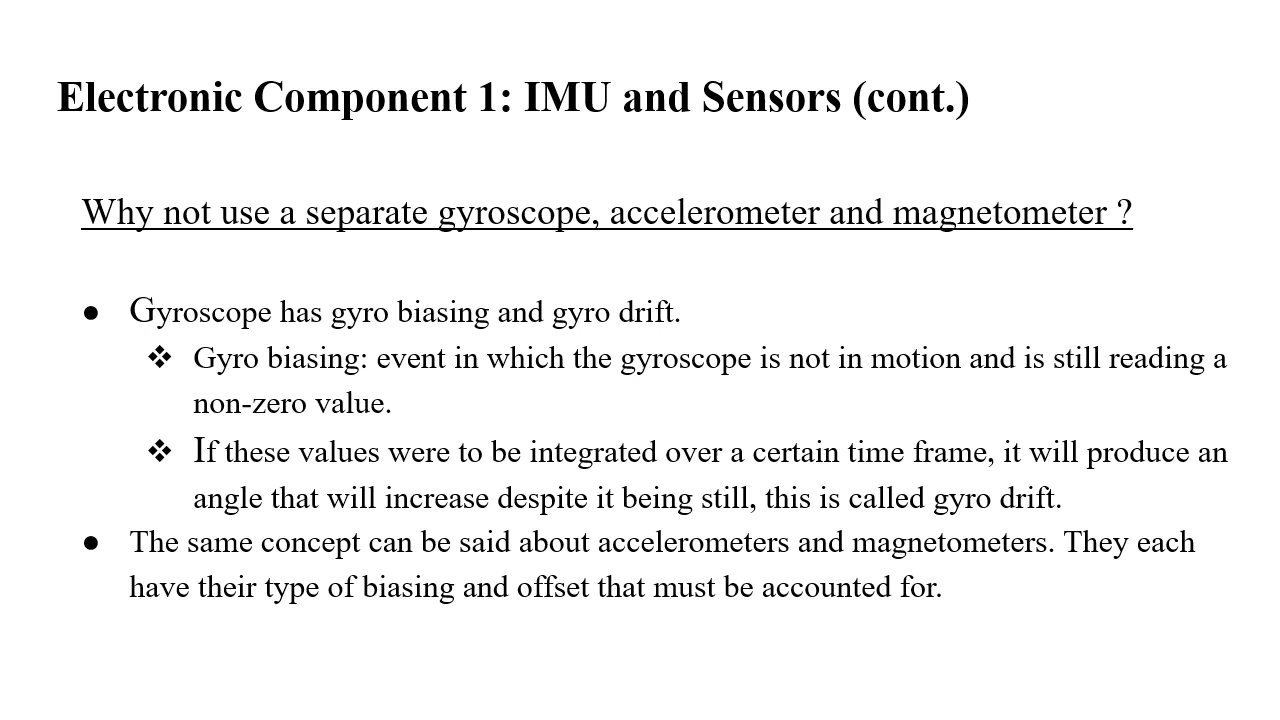 Electronic Component 1: IMU and Sensors (cont.)
Why not use a separate gyroscope, accelerometer and magnetometer ?
● Gyroscope has gyro biasing and gyro drift.
❖ Gyro biasing: event in which the gyroscope is not in motion and is still reading a
non-zero value.
❖ If these values were to be integrated over a certain time frame, it will produce an
angle that will increase despite it being still, this is called gyro drift.
● The same concept can be said about accelerometers and magnetometers. They each
have their type of biasing and offset that must be accounted for.